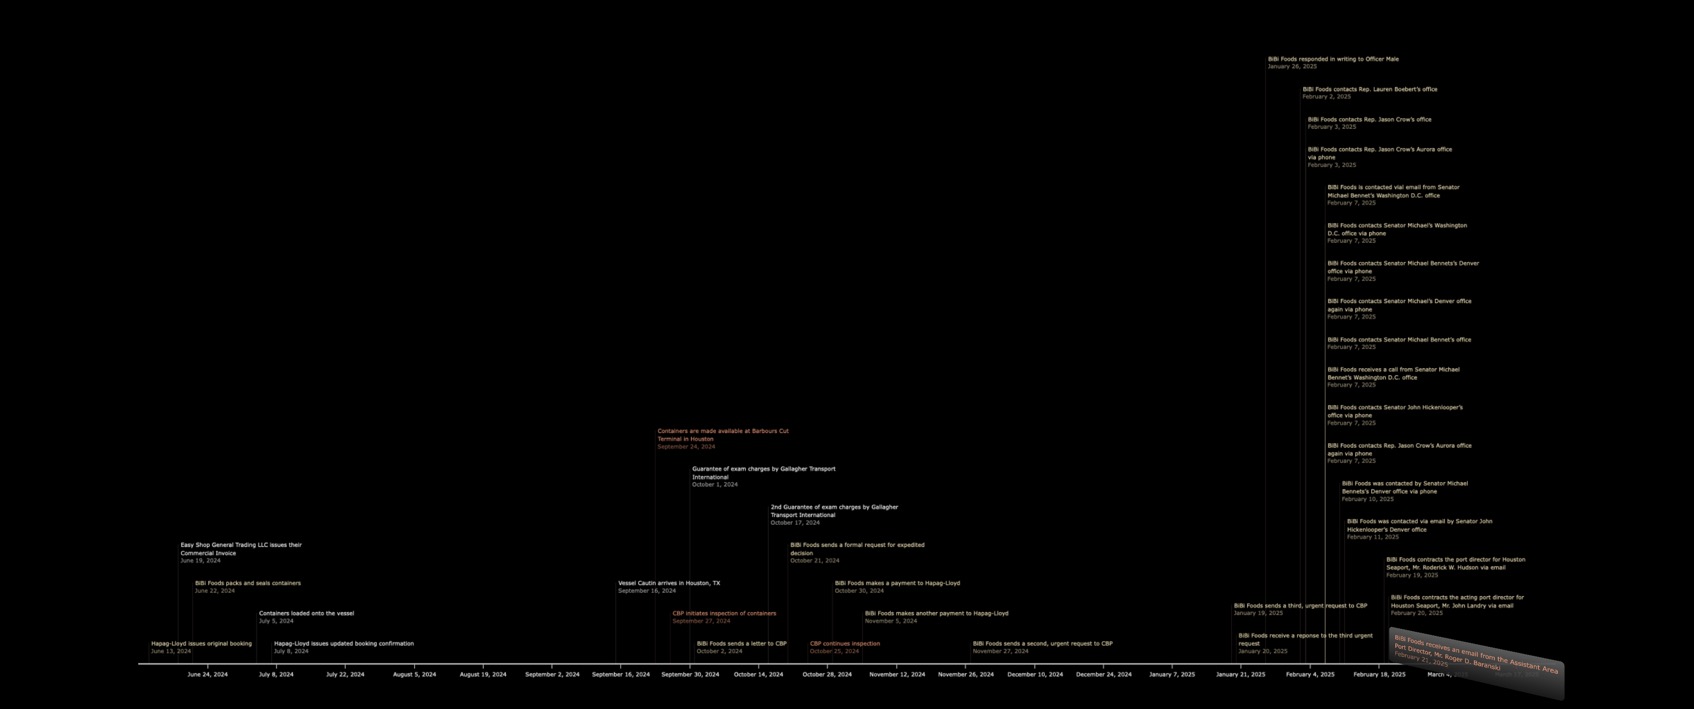 BiBi Foods responded in writing to Officer Male
January 26, 2025
BiBi Foods contacts Rep. Lauren Boebert's office
February 2, 2025
BiBi Foods contacts Rep. Jason Crow's office
February 3, 2025
BiBi Foods contacts Rep. Jason Crow's Aurora office
via phone
February 3, 2025
BiBi Foods is contacted vial email from Senator
Michael Bennet's Washington D.C. office
February 7, 2025
BiBi Foods contacts Senator Michael's Washington
D.C. office via phone
February 7, 2025
BiBi Foods contacts Senator Michael Bennets's Denver
office via phone
February 7, 2025
BiBi Foods contacts Senator Michael's Denver office
again via phone
February 7, 2025
BiBi Foods contacts Senator Michael Bennet's office
February 7, 2025
BiBi Foods receives a call from Senator Michael
Bennet's Washington D.C. office
February 7, 2025
BiBi Foods contacts Senator John Hickenlooper's
office via phone
February 7, 2025
BiBi Foods contacts Rep. Jason Crow's Aurora office
again via phone
February 7, 2025
BiBi Foods was contacted by Senator Michael
Bennets's Denver office via phone
February 10, 2025
BiBi Foods was contacted via email by Senator John
Hickenlooper's Denver office
February 11, 2025
BiBi Foods contracts the port director for Houston
Seaport, Mr. Roderick W. Hudson via email
February 19, 2025
BiBi Foods contracts the acting port director for
Houston Seaport, Mr. John Landry via email
February 20, 2025
BiBi Foods receives an email from the Assistant Area
Port Director, Mr. Roger D. Baranski
February 21, 2025
Containers are made available at Barbours Cut
Terminal in Houston
September 24, 2024
Guarantee of exam charges by Gallagher Transport
International
October 1, 2024
2nd Guarantee of exam charges by Gallagher
Transport International
October 17, 2024
BiBi Foods sends a formal request for expedited
decision
October 21, 2024
Easy Shop General Trading LLC issues their
Commercial Invoice
June 19, 2024
BiBi Foods packs and seals containers
June 22, 2024
Vessel Cautin arrives in Houston, TX
September 16, 2024
BiBi Foods makes a payment to Hapag-Lloyd
October 30, 2024
Containers loaded onto the vessel
July 5, 2024
CBP initiates inspection of containers
September 27, 2024
BiBi Foods makes another payment to Hapag-Lloyd
November 5, 2024
BiBi Foods sends a third, urgent request to CBP
January 19, 2025
Hapag-Lloyd issues original booking
June 13, 2024
Hapag-Lloyd issues updated booking confirmation
July 8, 2024
BiBi Foods sends a letter to CBP
October 2, 2024
CBP continues inspection
October 25, 2024
BiBi Foods sends a second, urgent request to CBP
November 27, 2024
BiBi Foods receive a reponse to the third urgent
request
January 20, 2025
June 24, 2024
July 8, 2024
July 22, 2024
August 5, 2024
August 19, 2024
September 2, 2024
September 16, 2024
September 30, 2024
October 14, 2024
October 28, 2024
November 12, 2024
November 26, 2024
December 10, 2024
December 24, 2024
January 7, 2025
January 21, 2025
February 4, 2025
February 18, 2025
March 4,